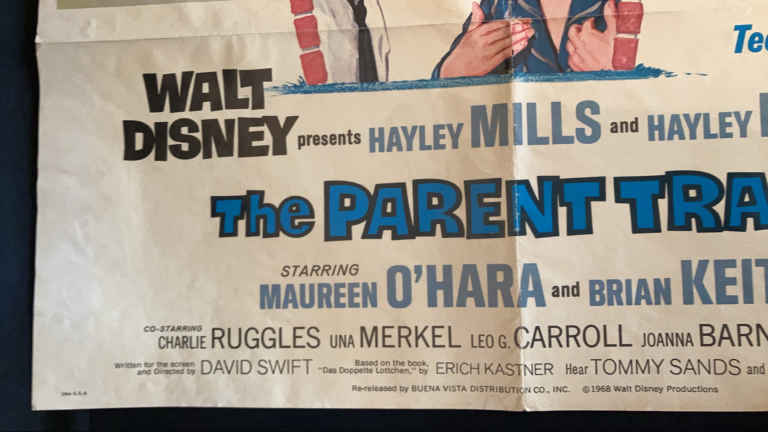 Te
WALT
DISNEY presents HAYLEY MILLS and HAYLEY
The PARENT TRA
STARRING
MAUREEN O'HARA and BRIAN KEIT
CO-STARRING
CHARLIE RUGGLES UNA MERKEL LEO G. CARROLL JOANNA BARN
Written for the screen
and Directed by DAVID SWIFT Based on the book,
"Das Doppette Lottchen," by ERICH KASTNER Hear TOMMY SANDS and
Re-released by BUENA VISTA DISTRIBUTION CO., INC. ©1968 Walt Disney Productions